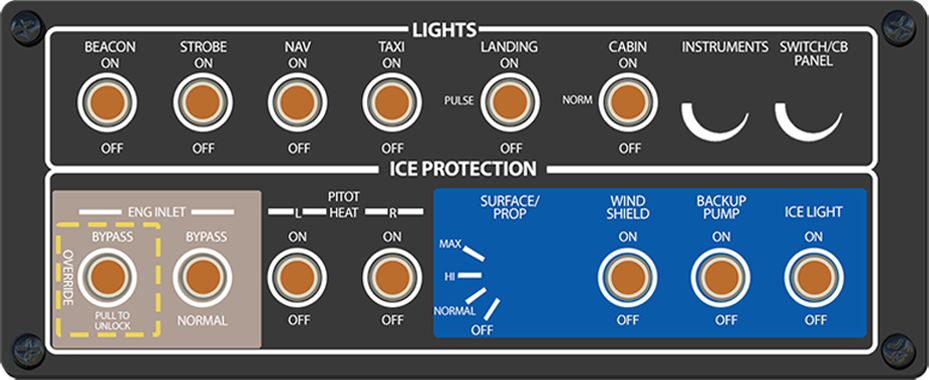 LIGHTS
BEACON STROBE NAV TAXI LANDING CABIN INSTRUMENTS SWITCH/CB
PANEL
ON ON ON ON ON ON
PULSE NORM
OFF OFF OFF OFF OFF OFF
ICE PROTECTION
ENG INLET
PITOT
L HEAT R
SURFACE/
PROP
WIND
SHIELD
BACKUP
PUMP
ICE LIGHT
BYPASS BYPASS ON ON ON ON ON
OVERRIDE
MAX
HI
NORMAL
OFF
PULL TO
UNLOCK
NORMAL OFF OFF OFF OFF OFF